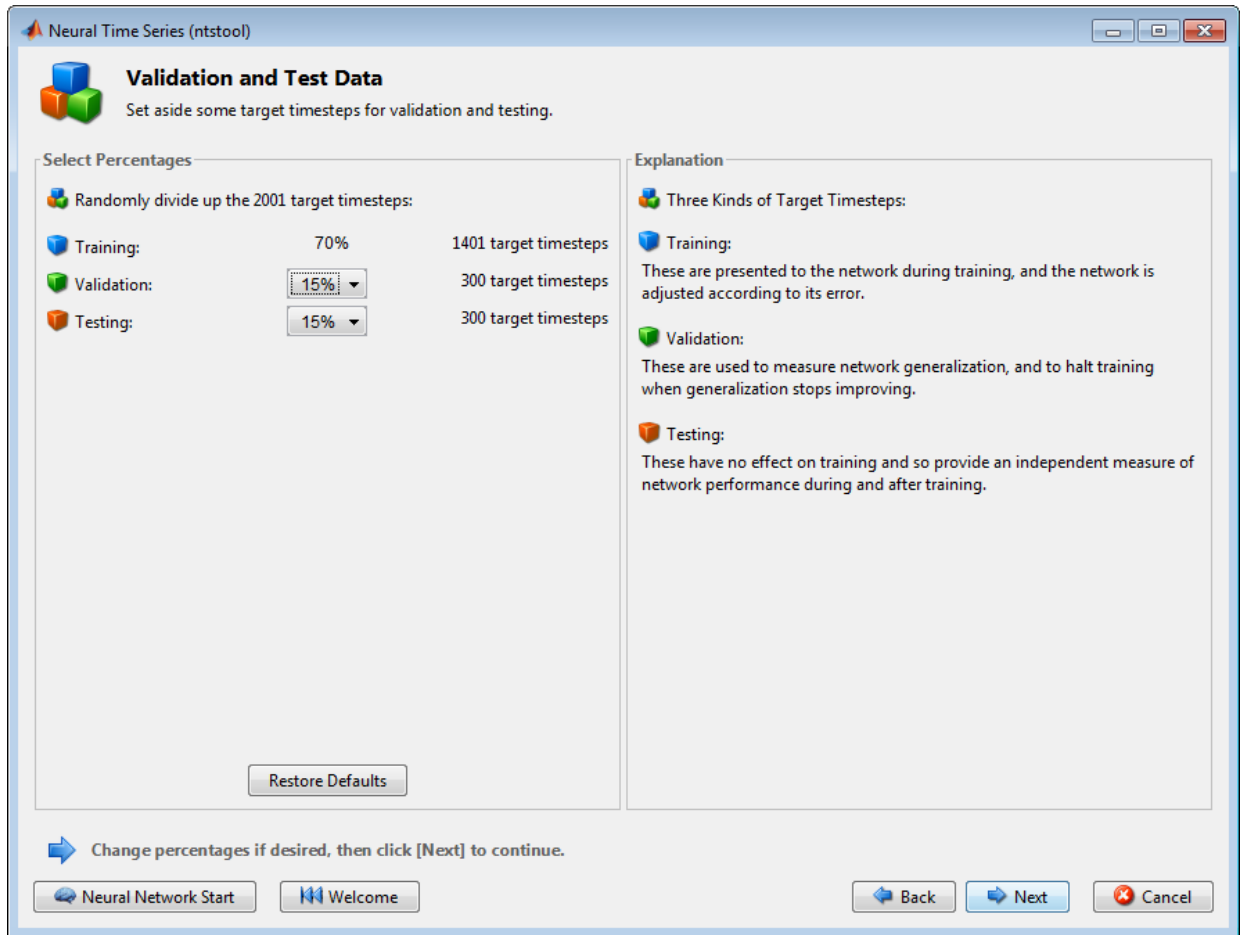 Neural Time Series (ntstool)
Validation and Test Data
Set aside some target timesteps for validation and testing.
Select Percentages
Randomly divide up the 2001 target timesteps:
Training: 70% 1401 target timesteps
Validation: 15% 300 target timesteps
Testing: 15% 300 target timesteps
Restore Defaults
Explanation
Three Kinds of Target Timesteps:
Training:
These are presented to the network during training, and the network is
adjusted according to its error.
Validation:
These are used to measure network generalization, and to halt training
when generalization stops improving.
Testing:
These have no effect on training and so provide an independent measure of
network performance during and after training.
Change percentages if desired, then click [Next] to continue.
Neural Network Start Welcome Back Next Cancel